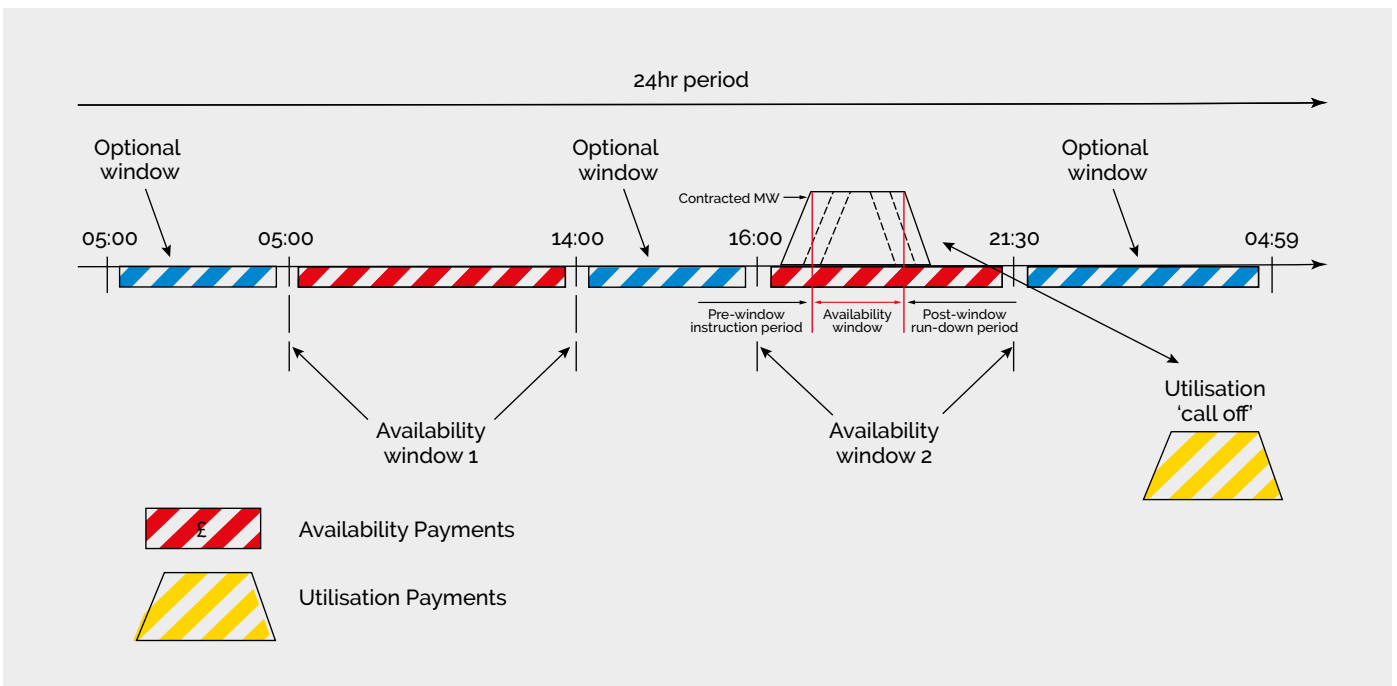 24hr period
Optional
window
Optional
window
Optional
window
Contracted MW
05:00
05:00
14:00
16:00
21:30
04:59
Pre-window
instruction period
Availability
window
Post-window
run-down period
Availability
window 1
Availability
window 2
Utilisation
‘call off’
£
Availability Payments
Utilisation Payments